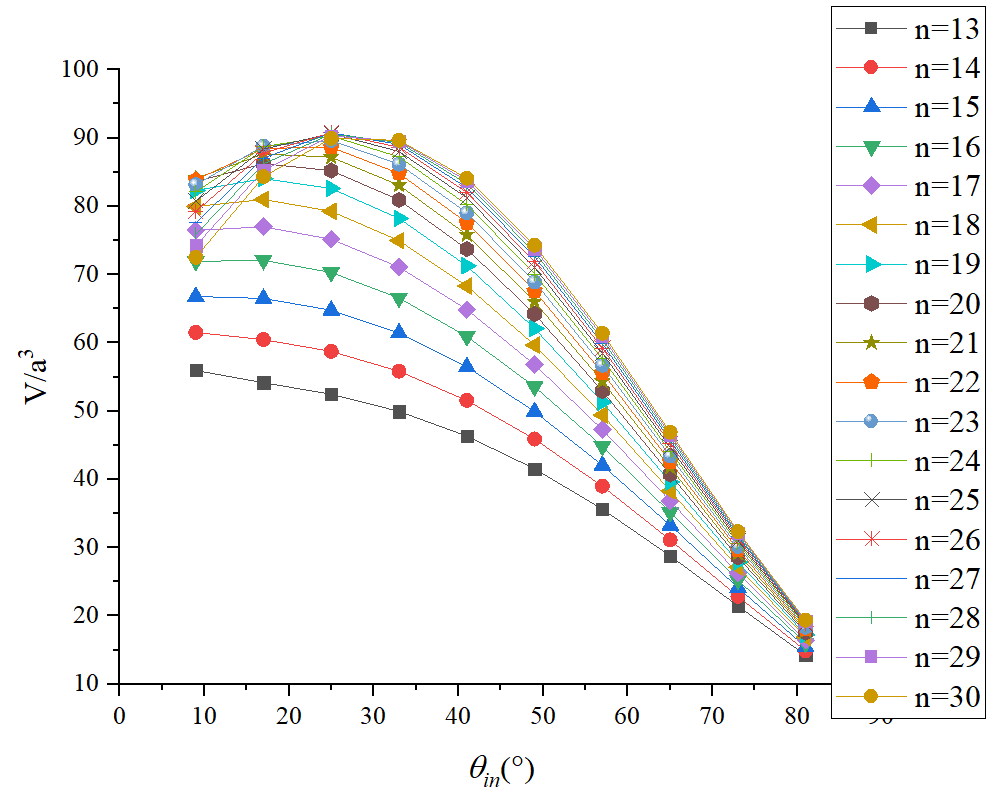 100
90
80
70
60
50
40
30
20
10
V/a³
0 10 20 30 40 50 60 70 80 90
θin(°)
n=13
n=14
n=15
n=16
n=17
n=18
n=19
n=20
n=21
n=22
n=23
n=24
n=25
n=26
n=27
n=28
n=29
n=30